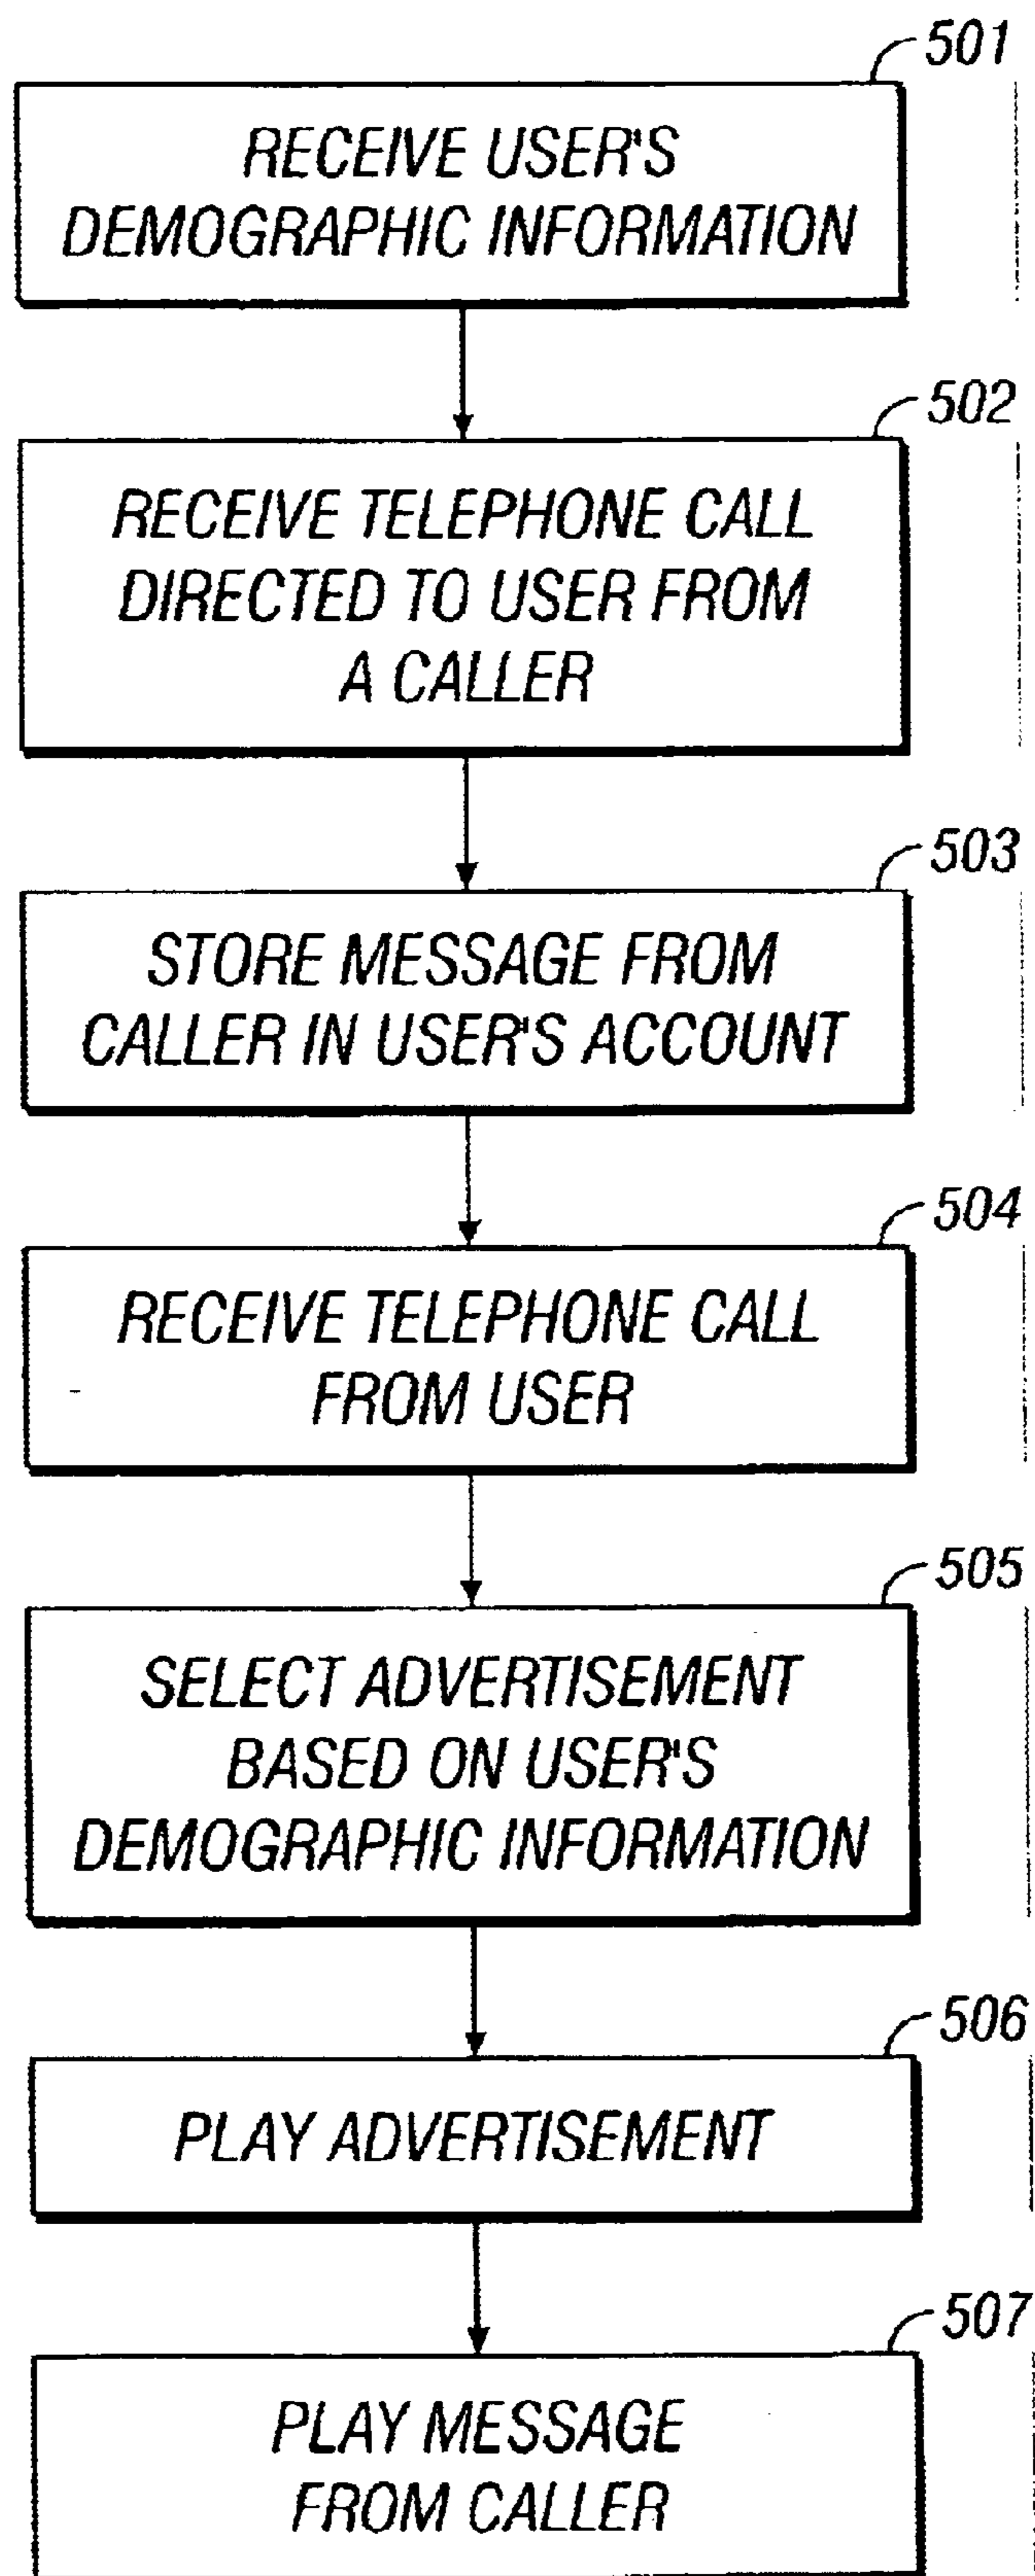 501
RECEIVE USER'S
DEMOGRAPHIC INFORMATION
502
RECEIVE TELEPHONE CALL
DIRECTED TO USER FROM
A CALLER
503
STORE MESSAGE FROM
CALLER IN USER'S ACCOUNT
504
RECEIVE TELEPHONE CALL
FROM USER
505
SELECT ADVERTISEMENT
BASED ON USER'S
DEMOGRAPHIC INFORMATION
506
PLAY ADVERTISEMENT
507
PLAY MESSAGE
FROM CALLER